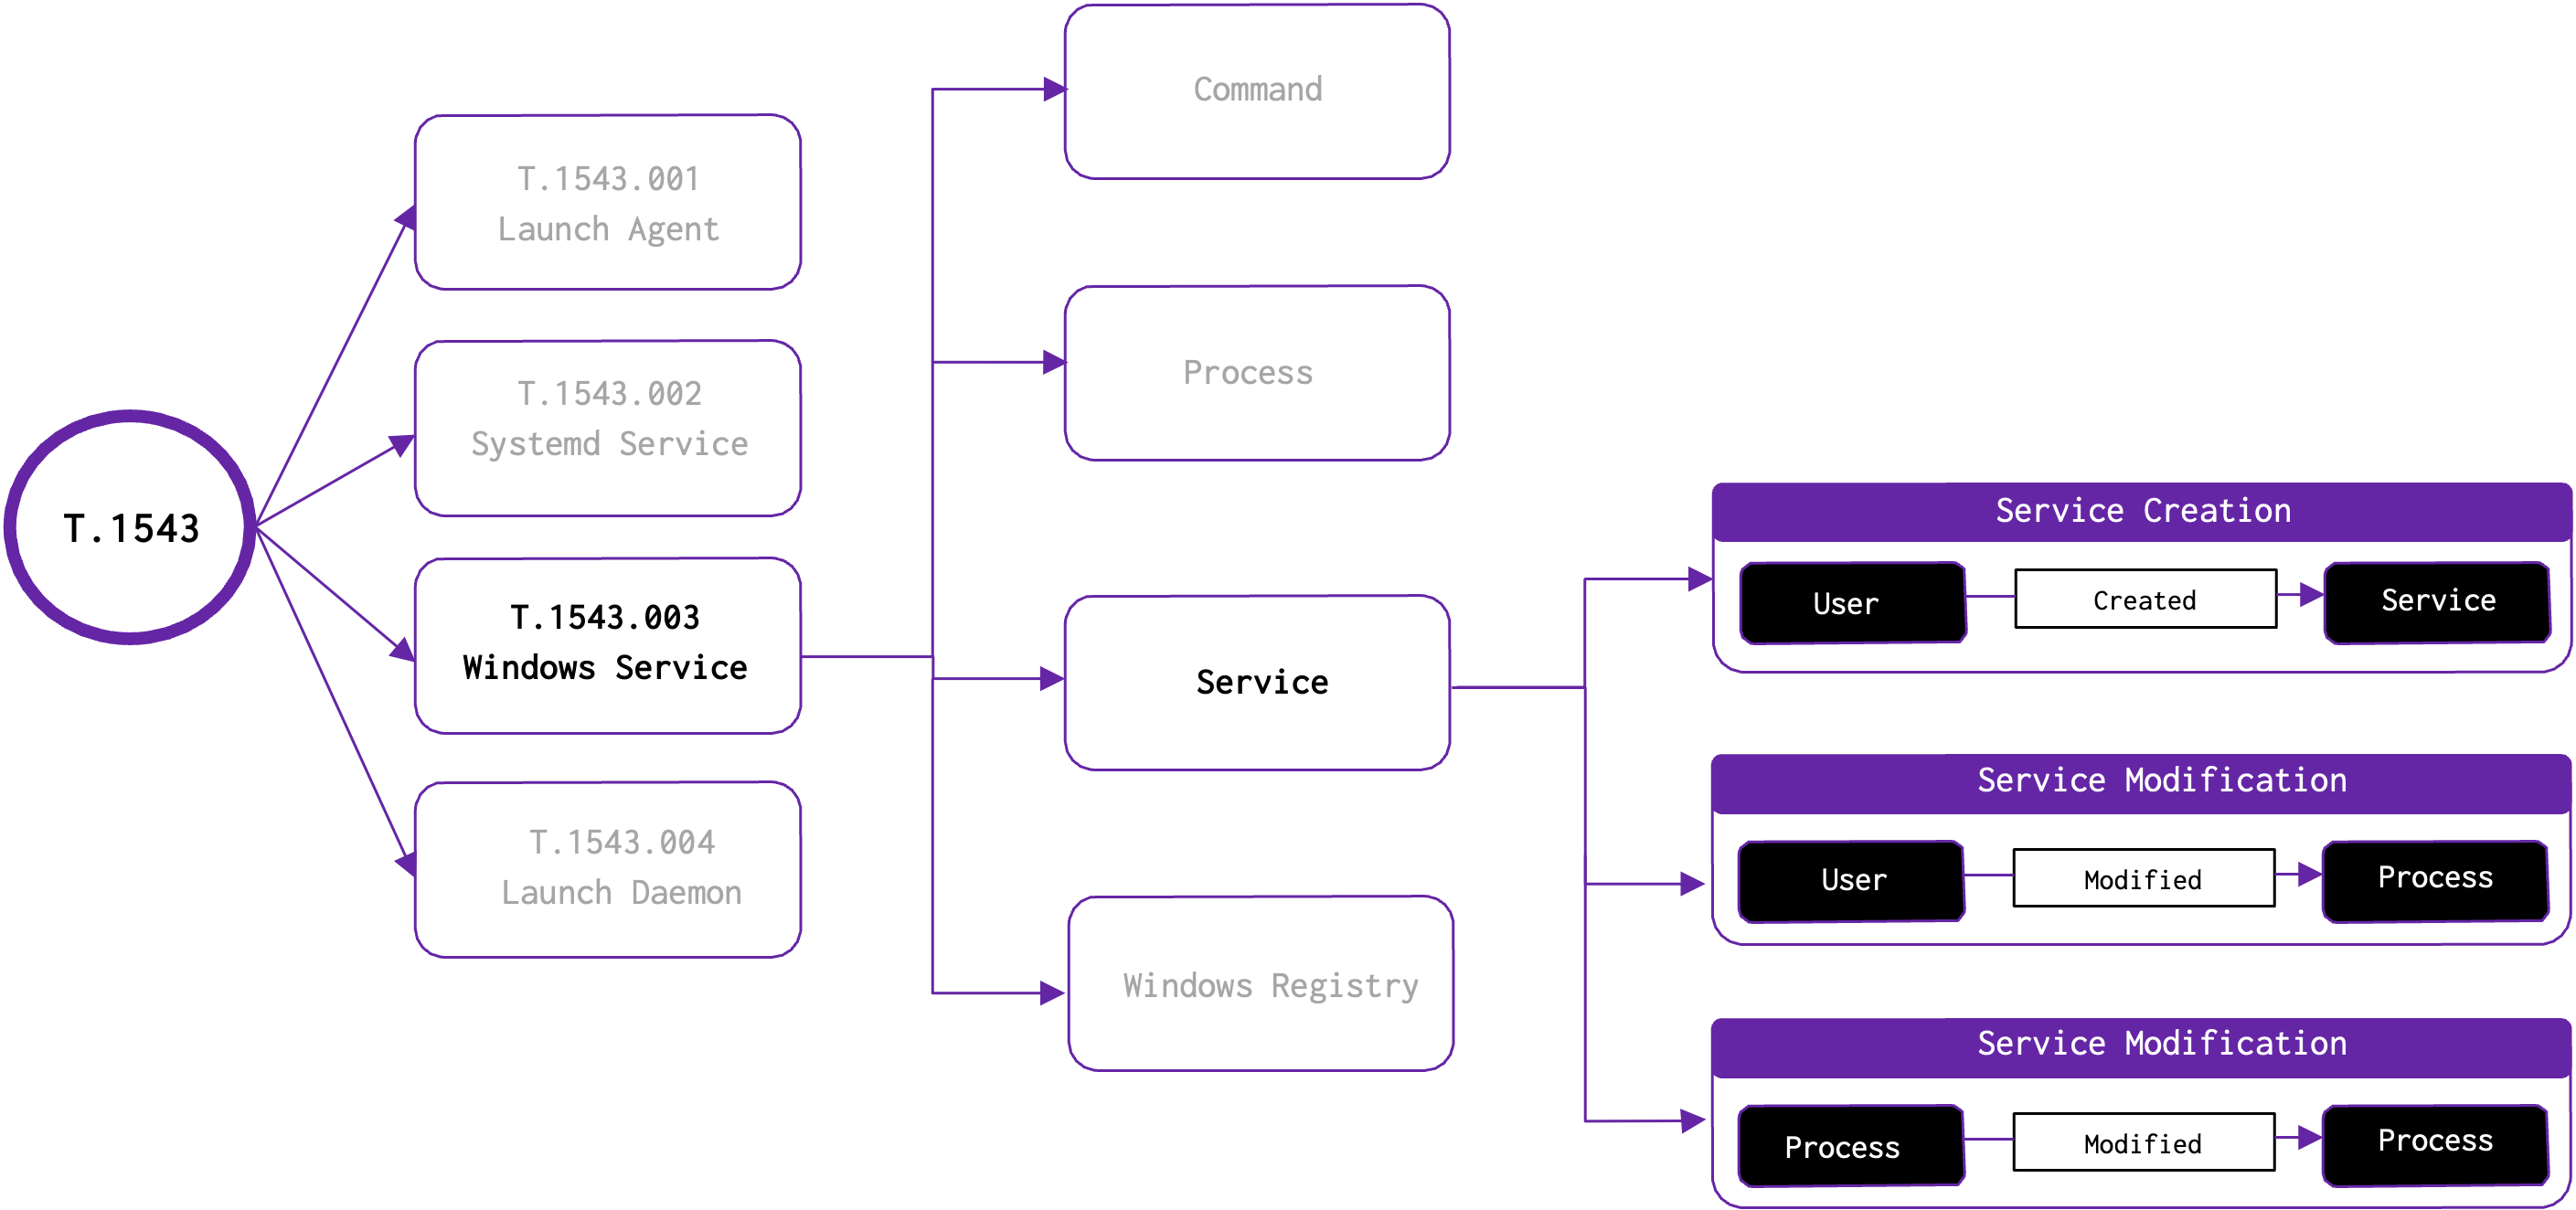 T.1543
T.1543.001
Launch Agent
T.1543.002
Systemd Service
T.1543.003
Windows Service
T.1543.004
Launch Daemon
Command
Process
Service
Windows Registry
Service Creation
User
Created
Service
Service Modification
User
Modified
Process
Service Modification
Process
Modified
Process